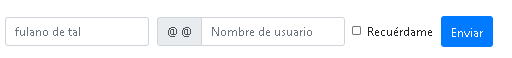 fulano de tal @ @ Nombre de usuario Recuérdame Enviar